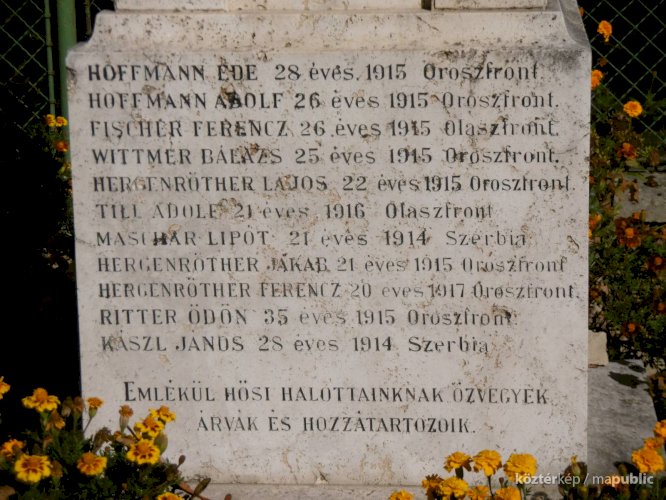 HOFFMANN EDE 28 éves. 1915 Oroszfront.
HOFFMANN ADOLF 26 éves 1915 Oroszfront.
FISCHER FERENCZ 26 éves 1915 Olaszfront.
WITTMER BALÁZS 25 éves 1915 Oroszfront.
HERGENRÖTHER LAJOS 22 éves 1915 Oroszfront.
TILL ADOLF 21 éves 1916 Olaszfront
MASCHAR LIPÓT 21 éves 1914 Szerbia
HERGENRÖTHER JAKAB 21 éves 1915 Oroszfront
HERGENRÖTHER FERENCZ 20 éves 1917 Oroszfront.
RITTER ÖDÖN 35 éves 1915 Oroszfront.
KASZL JÁNOS 28 éves 1914 Szerbia
EMLÉKÜL HŐSI HALOTTAINKNAK ÖZVEGYEK
ÁRVÁK ÉS HOZZÁTARTOZÓIK.
köztérkép / mapublic